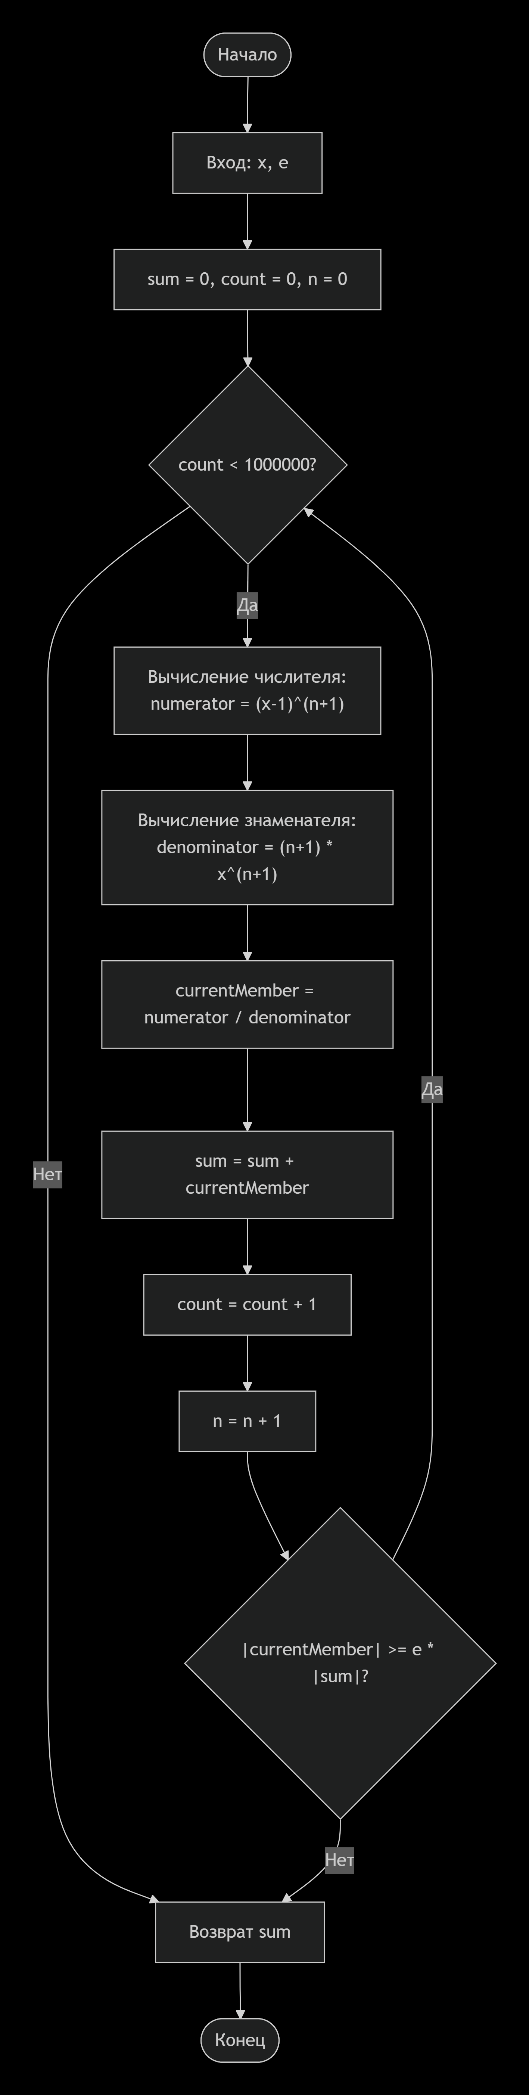 Начало
Вход: x, e
sum = 0, count = 0, n = 0
count < 1000000?
Да
Вычисление числителя:
numerator = (x-1)^(n+1)
Вычисление знаменателя:
denominator = (n+1) *
x^(n+1)
currentMember =
numerator / denominator
Да
sum = sum +
currentMember
Нет
count = count + 1
n = n + 1
|currentMember| >= e *
|sum|?
Нет
Возврат sum
Конец